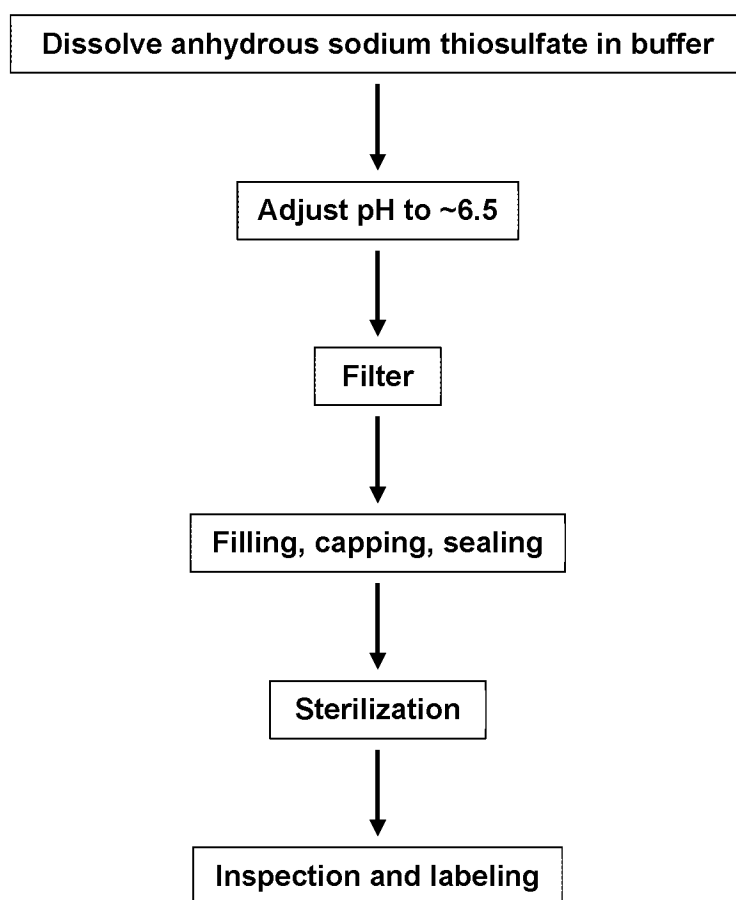 Dissolve anhydrous sodium thiosulfate in buffer
Adjust pH to ~6.5
Filter
Filling, capping, sealing
Sterilization
Inspection and labeling